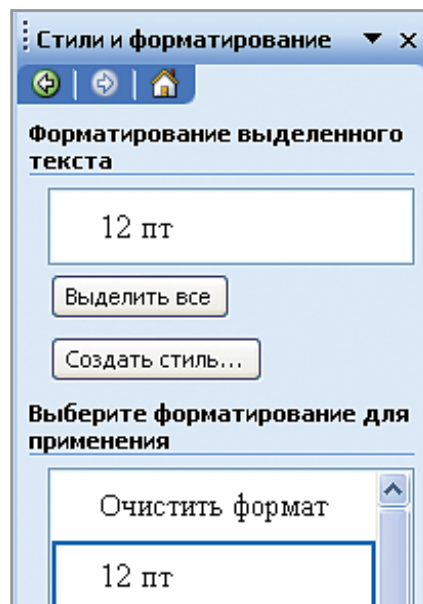 Стили и форматирование
Форматирование выделенного
текста
12 пт
Выделить все
Создать стиль...
Выберите форматирование для
применения
Очистить формат
12 пт